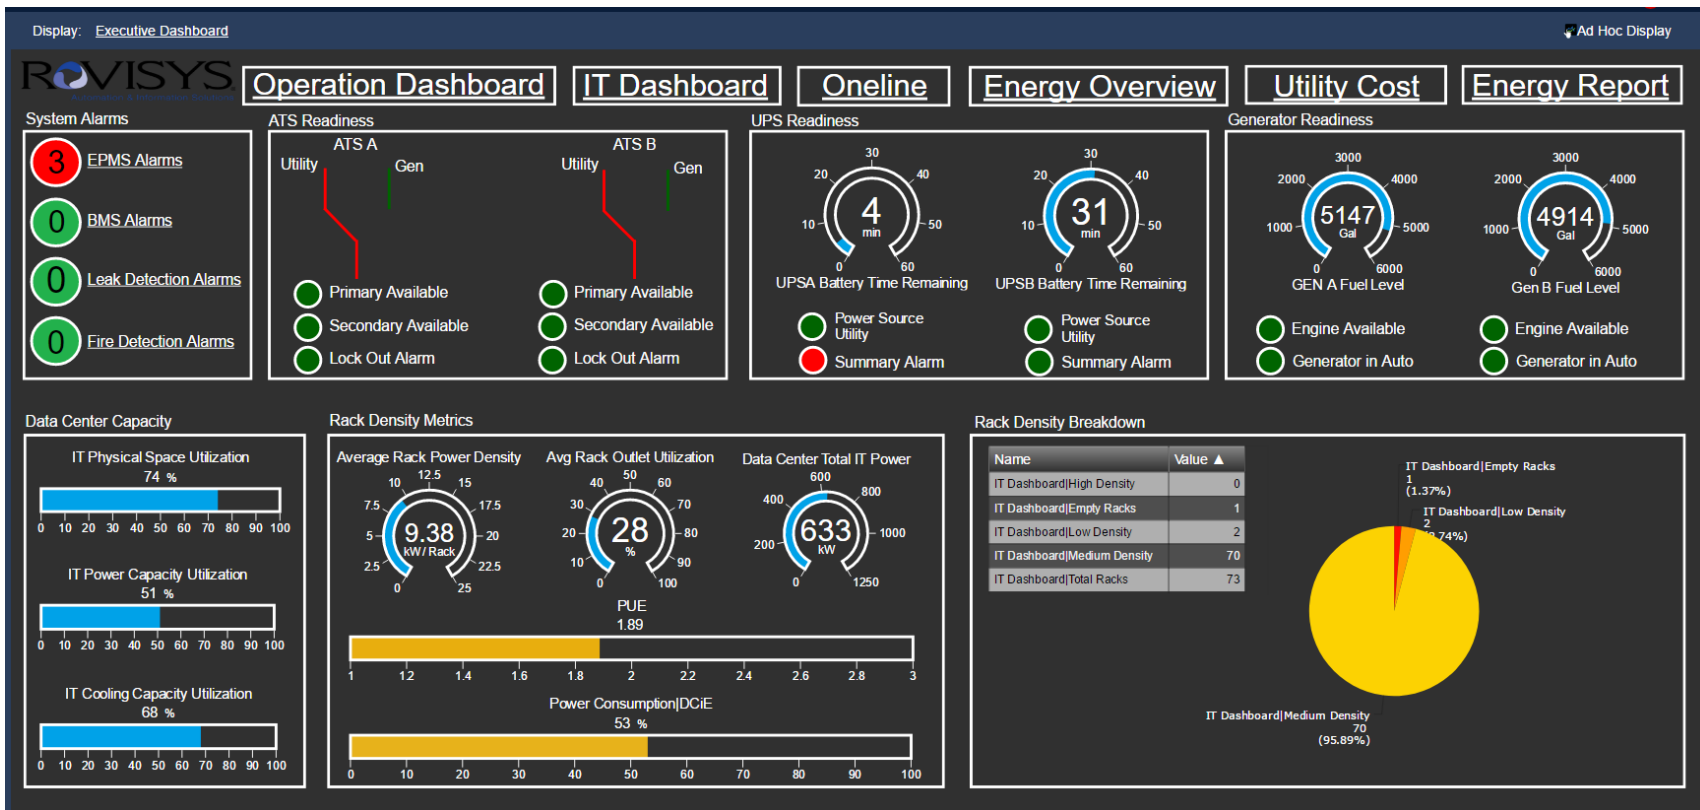 Display: Executive Dashboard
Ad Hoc Display
ROVISYS
Operation Dashboard
IT Dashboard
Oneline
Energy Overview
Utility Cost
Energy Report
System Alarms
3 EPMS Alarms
0 BMS Alarms
0 Leak Detection Alarms
0 Fire Detection Alarms
ATS Readiness
ATS A
Utility Gen
Primary Available
Secondary Available
Lock Out Alarm
ATS B
Utility Gen
Primary Available
Secondary Available
Lock Out Alarm
UPS Readiness
0 10 20 30 40 50 60
4
min
UPSA Battery Time Remaining
Power Source
Utility
Summary Alarm
0 10 20 30 40 50 60
31
min
UPSB Battery Time Remaining
Power Source
Utility
Summary Alarm
Generator Readiness
0 1000 2000 3000 4000 5000 6000
5147
Gal
GEN A Fuel Level
Engine Available
Generator in Auto
0 1000 2000 3000 4000 5000 6000
4914
Gal
Gen B Fuel Level
Engine Available
Generator in Auto
Data Center Capacity
IT Physical Space Utilization
74 %
0 10 20 30 40 50 60 70 80 90 100
IT Power Capacity Utilization
51 %
0 10 20 30 40 50 60 70 80 90 100
IT Cooling Capacity Utilization
68 %
0 10 20 30 40 50 60 70 80 90 100
Rack Density Metrics
Average Rack Power Density
0 2.5 5 7.5 10 12.5 15 17.5 20 22.5 25
9.38
kW/Rack
Avg Rack Outlet Utilization
0 10 20 30 40 50 60 70 80 90 100
28
%
Data Center Total IT Power
0 200 400 600 800 1000 1250
633
kW
PUE
1.89
1 1.2 1.4 1.6 1.8 2 2.2 2.4 2.6 2.8 3
Power Consumption|DCiE
53 %
0 10 20 30 40 50 60 70 80 90 100
Rack Density Breakdown
Name Value ▲
IT Dashboard|High Density 0
IT Dashboard|Empty Racks 1
IT Dashboard|Low Density 2
IT Dashboard|Medium Density 70
IT Dashboard|Total Racks 73
IT Dashboard|Empty Racks
1
(1.37%)
IT Dashboard|Low Density
2
.74%)
IT Dashboard|Medium Density
70
(95.89%)